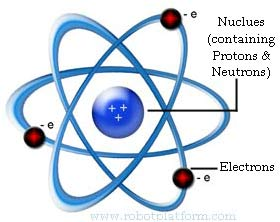 - e
Nuclues
(containing
Protons &
Neutrons)
+ +
+
- e
Electrons
- e
www.robotplatform.com